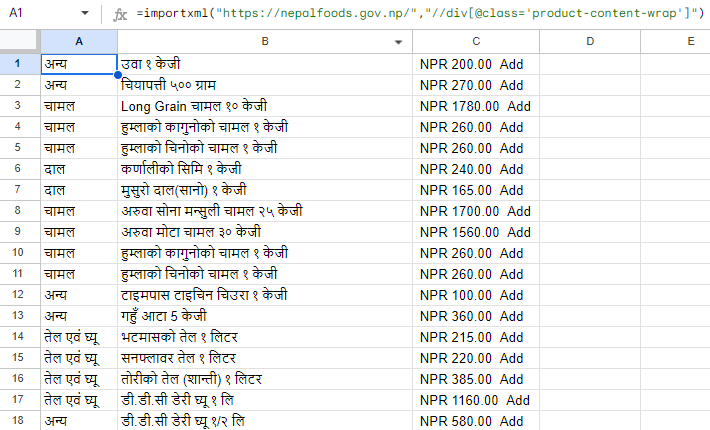 A1 fx =importxml("https://nepalfoods.gov.np/","//div[@class='product-content-wrap']")
A B C D E
1 अन्य उवा १ केजी NPR 200.00 Add
2 अन्य चियापत्ती ५०० ग्राम NPR 270.00 Add
3 चामल Long Grain चामल १० केजी NPR 1780.00 Add
4 चामल हुम्लाको कागुनोको चामल १ केजी NPR 260.00 Add
5 चामल हुम्लाको चिनोको चामल १ केजी NPR 260.00 Add
6 दाल कर्णालीको सिमि १ केजी NPR 240.00 Add
7 दाल मुसुरो दाल(सानो) १ केजी NPR 165.00 Add
8 चामल अरुवा सोना मन्सुली चामल २५ केजी NPR 1700.00 Add
9 चामल अरुवा मोटा चामल ३० केजी NPR 1560.00 Add
10 चामल हुम्लाको कागुनोको चामल १ केजी NPR 260.00 Add
11 चामल हुम्लाको चिनोको चामल १ केजी NPR 260.00 Add
12 अन्य टाइमपास टाइचिन चिउरा १ केजी NPR 100.00 Add
13 अन्य गहुँ आटा 5 केजी NPR 360.00 Add
14 तेल एवं घ्यू भटमासको तेल १ लिटर NPR 215.00 Add
15 तेल एवं घ्यू सनफ्लावर तेल १ लिटर NPR 220.00 Add
16 तेल एवं घ्यू तोरीको तेल (शान्ती) १ लिटर NPR 385.00 Add
17 तेल एवं घ्यू डी.डी.सी डेरी घ्यू १ लि NPR 1160.00 Add
18 अन्य डी.डी.सी डेरी घ्यू १/२ लि NPR 580.00 Add